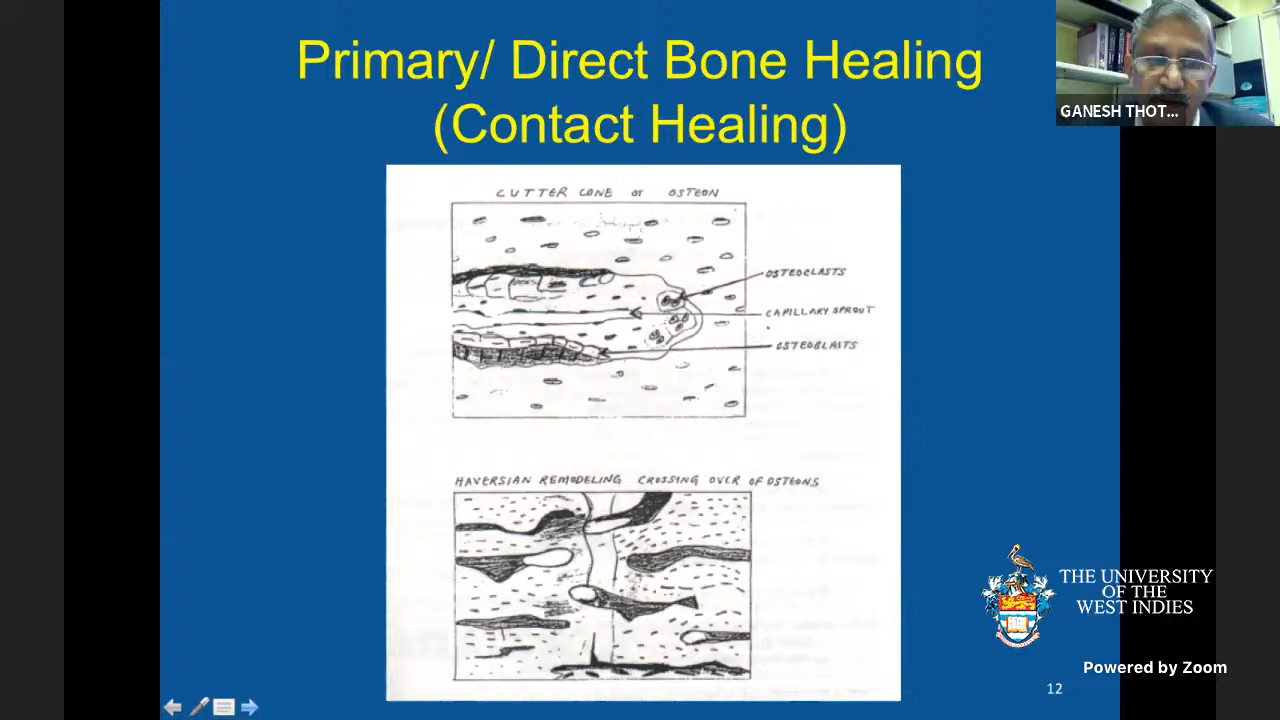 Primary/ Direct Bone Healing
(Contact Healing)
GANESH THOT...
CUTTER CONE or OSTEON
OSTEOCLASTS
CAPILLARY SPROUT
OSTEOBLASTS
HAVERSIAN REMODELING CROSSING OVER OF OSTEONS
THE UNIVERSITY
OF THE
WEST INDIES
Powered by Zoom
12